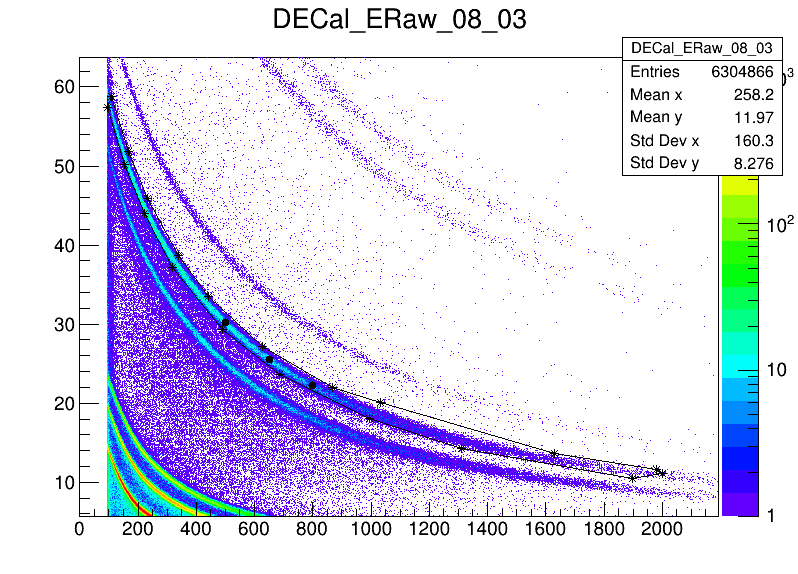 DECal_ERaw_08_03
DECal_ERaw_08_03
Entries 6304866
Mean x 258.2
Mean y 11.97
Std Dev x 160.3
Std Dev y 8.276
60
50
40
30
20
10
0 200 400 600 800 1000 1200 1400 1600 1800 2000
10²
10
1